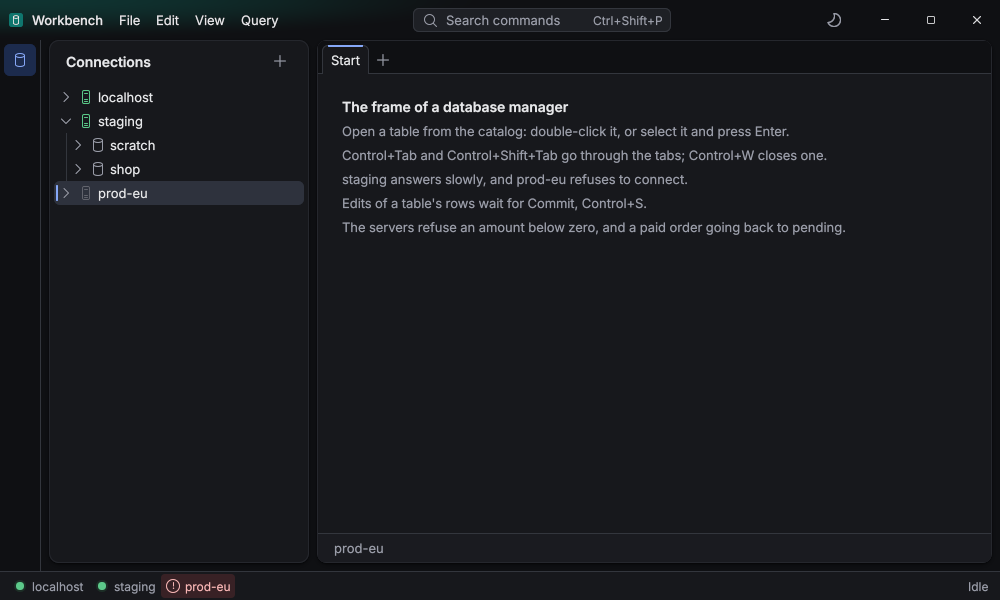 Workbench File Edit View Query Search commands Ctrl+Shift+P
Connections
localhost
staging
scratch
shop
prod-eu
Start
The frame of a database manager
Open a table from the catalog: double-click it, or select it and press Enter.
Control+Tab and Control+Shift+Tab go through the tabs; Control+W closes one.
staging answers slowly, and prod-eu refuses to connect.
Edits of a table's rows wait for Commit, Control+S.
The servers refuse an amount below zero, and a paid order going back to pending.
prod-eu
localhost staging prod-eu Idle